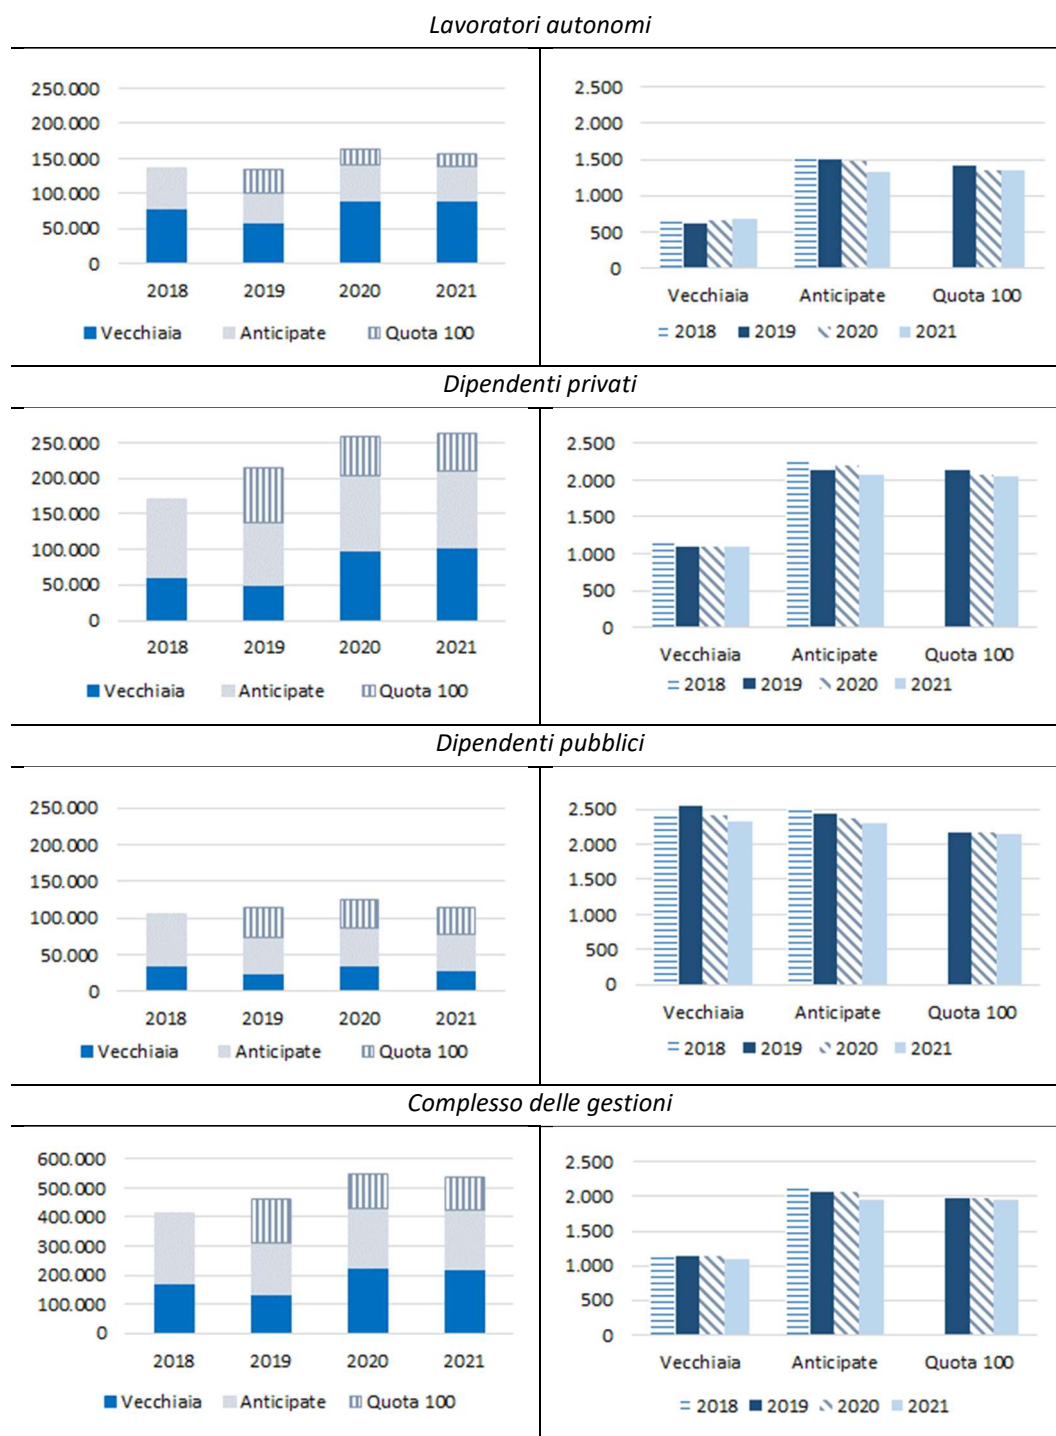 Lavoratori autonomi
250.000
200.000
150.000
100.000
50.000
0
2018 2019 2020 2021
Vecchiaia Anticipate Quota 100
2.500
2.000
1.500
1.000
500
0
Vecchiaia Anticipate Quota 100
2018 2019 2020 2021
Dipendenti privati
250.000
200.000
150.000
100.000
50.000
0
2018 2019 2020 2021
Vecchiaia Anticipate Quota 100
2.500
2.000
1.500
1.000
500
0
Vecchiaia Anticipate Quota 100
2018 2019 2020 2021
Dipendenti pubblici
250.000
200.000
150.000
100.000
50.000
0
2018 2019 2020 2021
Vecchiaia Anticipate Quota 100
2.500
2.000
1.500
1.000
500
0
Vecchiaia Anticipate Quota 100
2018 2019 2020 2021
Complesso delle gestioni
600.000
500.000
400.000
300.000
200.000
100.000
0
2018 2019 2020 2021
Vecchiaia Anticipate Quota 100
2.500
2.000
1.500
1.000
500
0
Vecchiaia Anticipate Quota 100
2018 2019 2020 2021